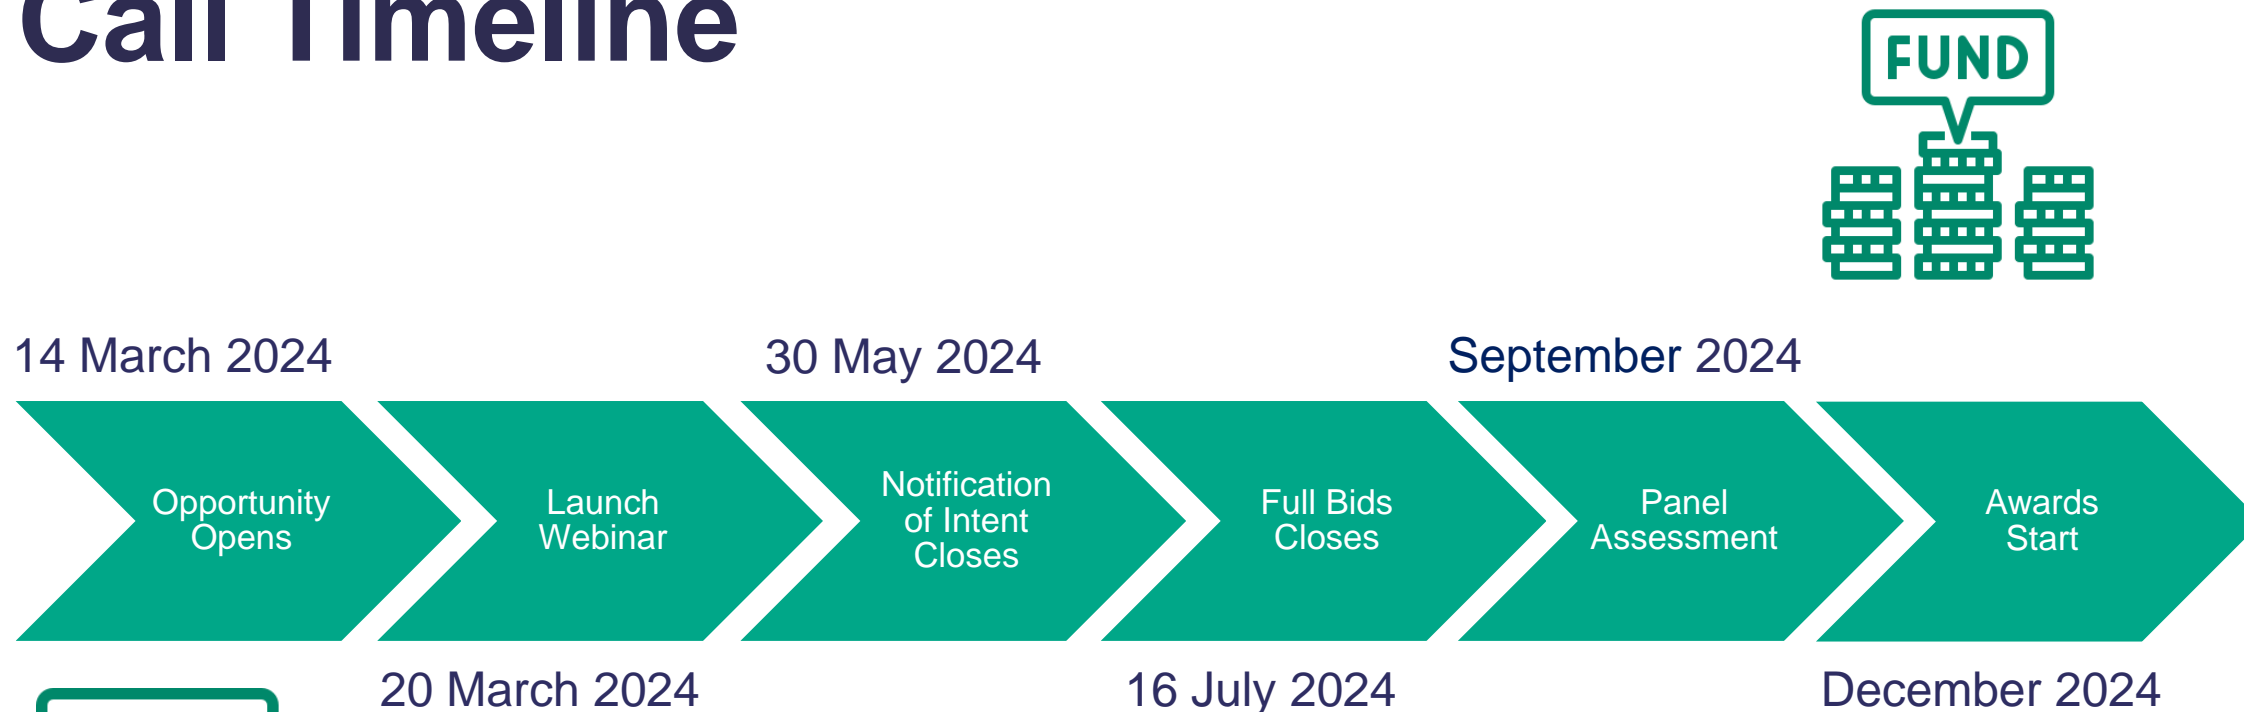 Call Timeline
FUND
14 March 2024
30 May 2024
September 2024
Opportunity
Opens
Launch
Webinar
Notification
of Intent
Closes
Full Bids
Closes
Panel
Assessment
Awards
Start
20 March 2024
16 July 2024
December 2024